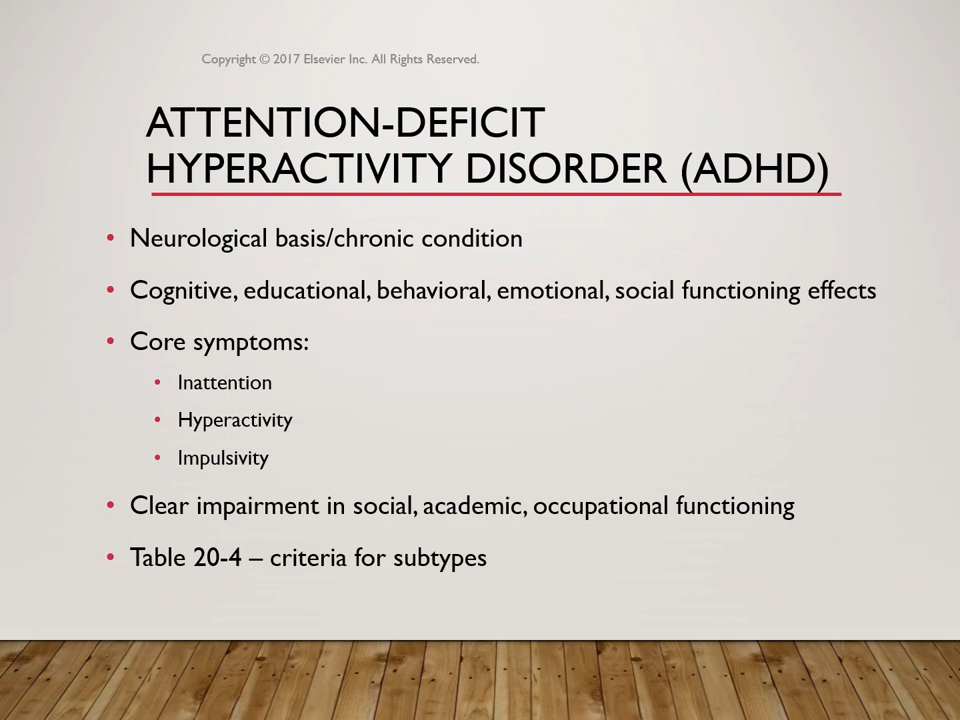 Copyright © 2017 Elsevier Inc. All Rights Reserved.
ATTENTION-DEFICIT
HYPERACTIVITY DISORDER (ADHD)
• Neurological basis/chronic condition
• Cognitive, educational, behavioral, emotional, social functioning effects
• Core symptoms:
• Inattention
• Hyperactivity
• Impulsivity
• Clear impairment in social, academic, occupational functioning
• Table 20-4 – criteria for subtypes